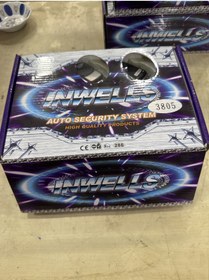 INWELLS
3805
AUTO SECURITY SYSTEM
HIGH QUALITY PRODUCTS
CE
INWELLS